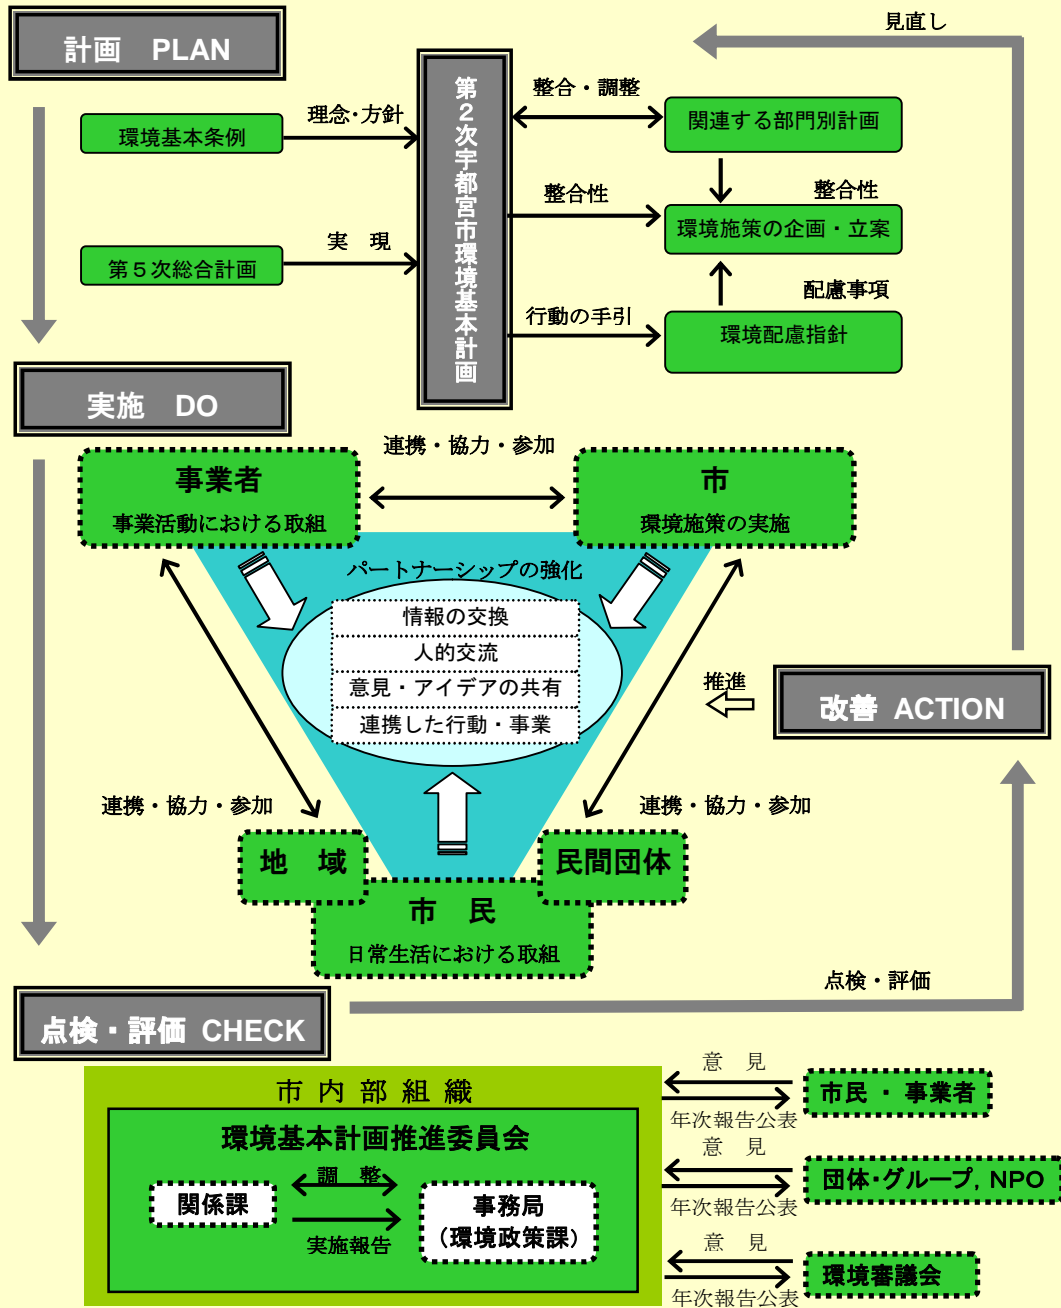 計画 PLAN
見直し
第２次宇都宮市環境基本計画
環境基本条例
理念・方針
整合・調整
関連する部門別計画
整合性
整合性
環境施策の企画・立案
第５次総合計画
実 現
配慮事項
行動の手引
環境配慮指針
実施 DO
連携・協力・参加
事業者
事業活動における取組
市
環境施策の実施
パートナーシップの強化
情報の交換
人的交流
意見・アイデアの共有
連携した行動・事業
推進
改善 ACTION
連携・協力・参加
連携・協力・参加
地 域
民間団体
市 民
日常生活における取組
点検・評価
点検・評価 CHECK
市内部組織
環境基本計画推進委員会
関係課
調 整
実施報告
事務局
（環境政策課）
意 見
年次報告公表
市民 ・ 事業者
意 見
年次報告公表
団体・グループ, NPO
意 見
年次報告公表
環境審議会